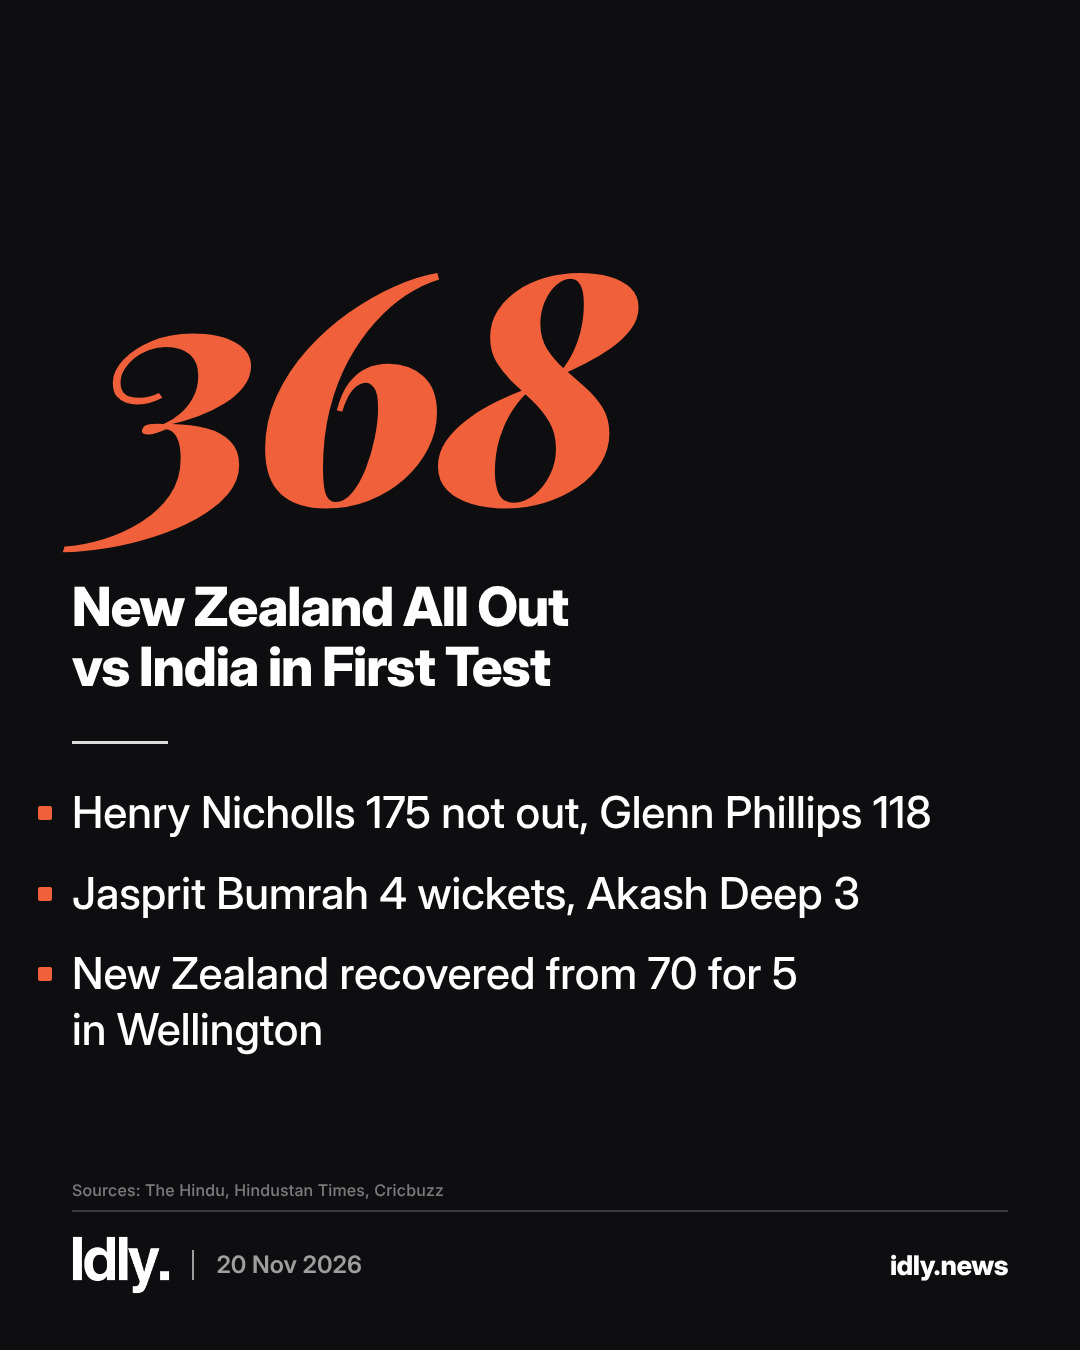 368
New Zealand All Out
vs India in First Test
Henry Nicholls 175 not out, Glenn Phillips 118
Jasprit Bumrah 4 wickets, Akash Deep 3
New Zealand recovered from 70 for 5
in Wellington
Sources: The Hindu, Hindustan Times, Cricbuzz
Idly. | 20 Nov 2026
idly.news